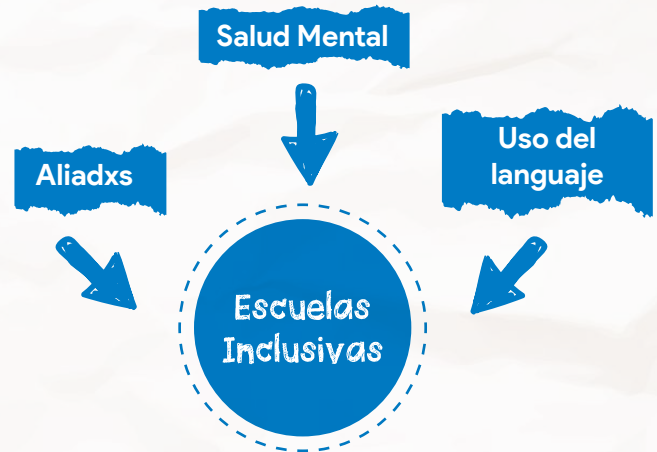 Salud Mental
Aliadxs
Uso del
languaje
Escuelas
Inclusivas